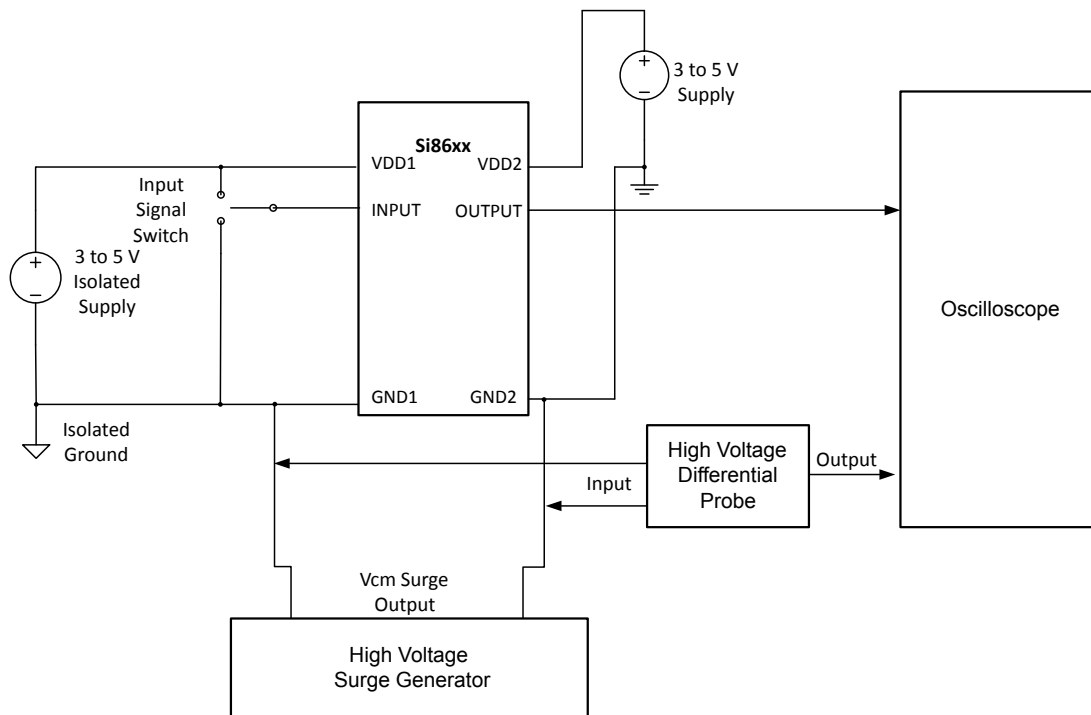 3 to 5 V
Supply
Si86xx
VDD1
VDD2
Input
Signal
Switch
INPUT
OUTPUT
+
−
3 to 5 V
Isolated
Supply
+
−
Oscilloscope
GND1
GND2
Isolated
Ground
High Voltage
Differential
Probe
Input
Output
Vcm Surge
Output
High Voltage
Surge Generator